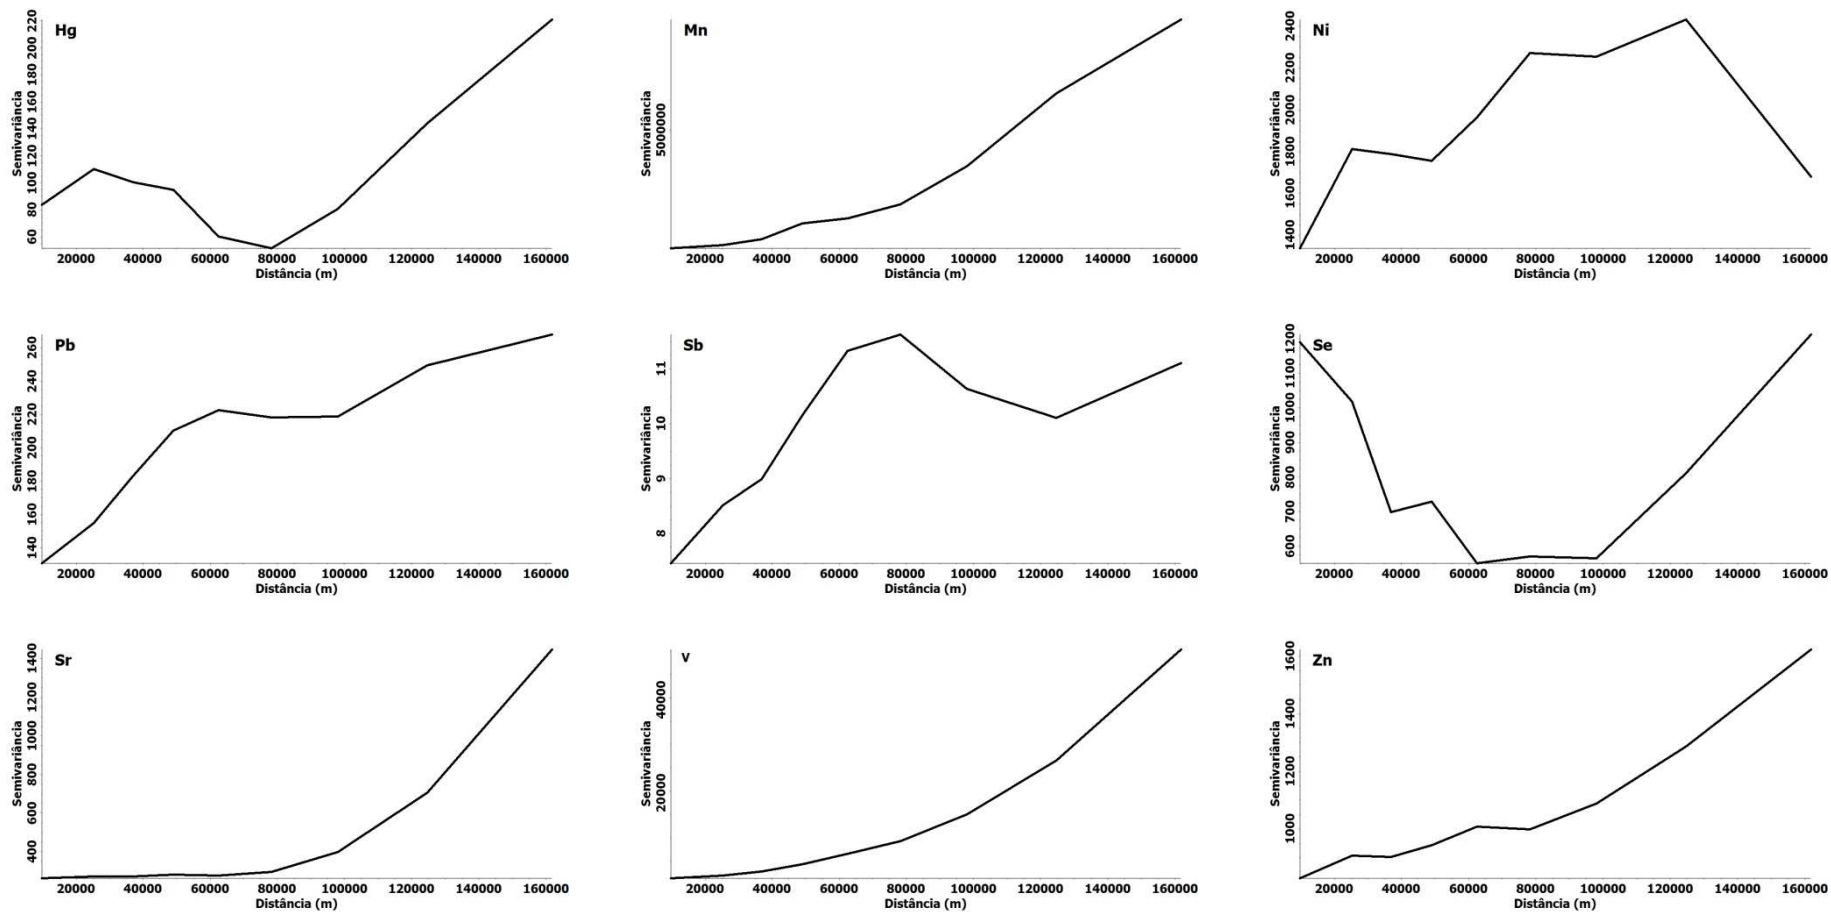 Hg
Semivariância
60 80 100 120 140 160 180 200 220
20000 40000 60000 80000 100000 120000 140000 160000
Distância (m)
Mn
Semivariância
5000000
20000 40000 60000 80000 100000 120000 140000 160000
Distância (m)
Ni
Semivariância
1400 1600 1800 2000 2200 2400
20000 40000 60000 80000 100000 120000 140000 160000
Distância (m)
Pb
Semivariância
140 160 180 200 220 240 260
20000 40000 60000 80000 100000 120000 140000 160000
Distância (m)
Sb
Semivariância
8 9 10 11
20000 40000 60000 80000 100000 120000 140000 160000
Distância (m)
Se
Semivariância
600 700 800 900 1000 1100 1200
20000 40000 60000 80000 100000 120000 140000 160000
Distância (m)
Sr
Semivariância
400 600 800 1000 1200 1400
20000 40000 60000 80000 100000 120000 140000 160000
Distância (m)
V
Semivariância
20000 40000
20000 40000 60000 80000 100000 120000 140000 160000
Distância (m)
Zn
Semivariância
1000 1200 1400 1600
20000 40000 60000 80000 100000 120000 140000 160000
Distância (m)